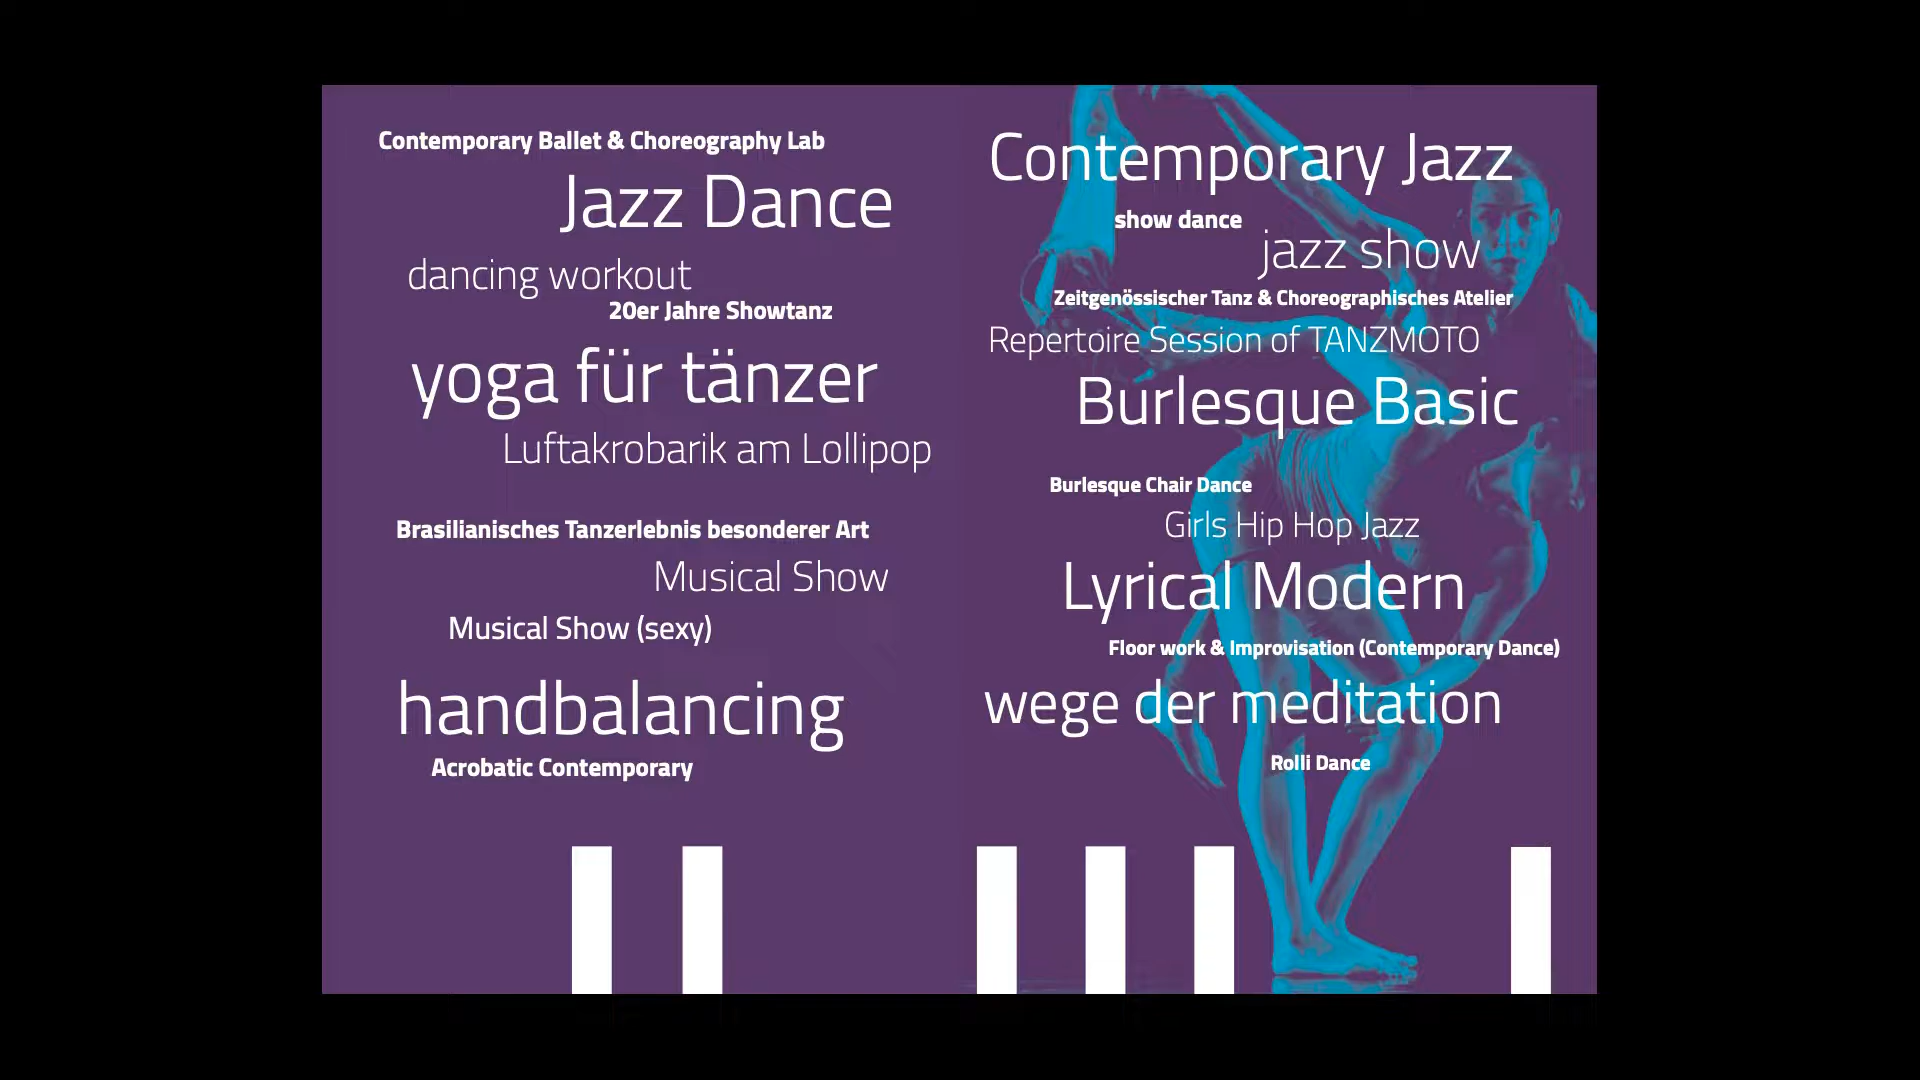 Contemporary Ballet & Choreography Lab
Jazz Dance
dancing workout
20er Jahre Showtanz
yoga für tänzer
Luftakrobarik am Lollipop
Brasilianisches Tanzerlebnis besonderer Art
Musical Show
Musical Show (sexy)
handbalancing
Acrobatic Contemporary
Contemporary Jazz
show dance
jazz show
Zeitgenössischer Tanz & Choreographisches Atelier
Repertoire Session of TANZMOTO
Burlesque Basic
Burlesque Chair Dance
Girls Hip Hop Jazz
Lyrical Modern
Floor work & Improvisation (Contemporary Dance)
wege der meditation
Rolli Dance